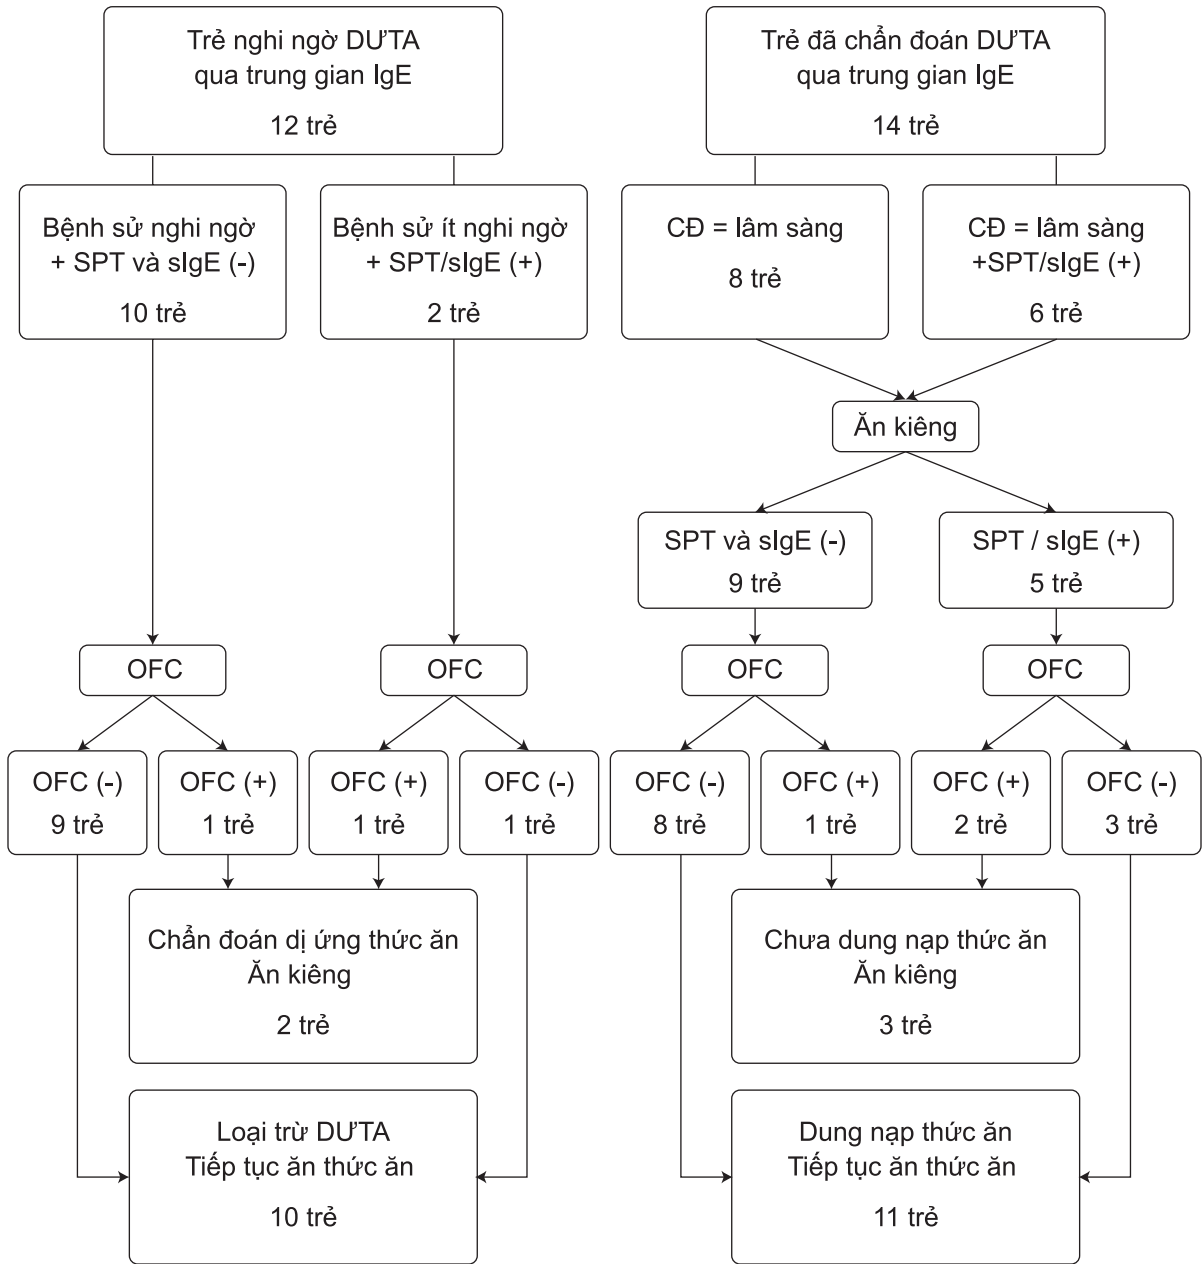 Trẻ nghi ngờ DƯTA
qua trung gian IgE
12 trẻ
Trẻ đã chẩn đoán DƯTA
qua trung gian IgE
14 trẻ
Bệnh sử nghi ngờ
+ SPT và sIgE (-)
10 trẻ
Bệnh sử ít nghi ngờ
+ SPT/sIgE (+)
2 trẻ
CĐ = lâm sàng
8 trẻ
CĐ = lâm sàng
+SPT/sIgE (+)
6 trẻ
Ăn kiêng
SPT và sIgE (-)
9 trẻ
SPT / sIgE (+)
5 trẻ
OFC
OFC
OFC
OFC
OFC (-)
9 trẻ
OFC (+)
1 trẻ
OFC (+)
1 trẻ
OFC (-)
1 trẻ
OFC (-)
8 trẻ
OFC (+)
1 trẻ
OFC (+)
2 trẻ
OFC (-)
3 trẻ
Chẩn đoán dị ứng thức ăn
Ăn kiêng
2 trẻ
Chưa dung nạp thức ăn
Ăn kiêng
3 trẻ
Loại trừ DƯTA
Tiếp tục ăn thức ăn
10 trẻ
Dung nạp thức ăn
Tiếp tục ăn thức ăn
11 trẻ